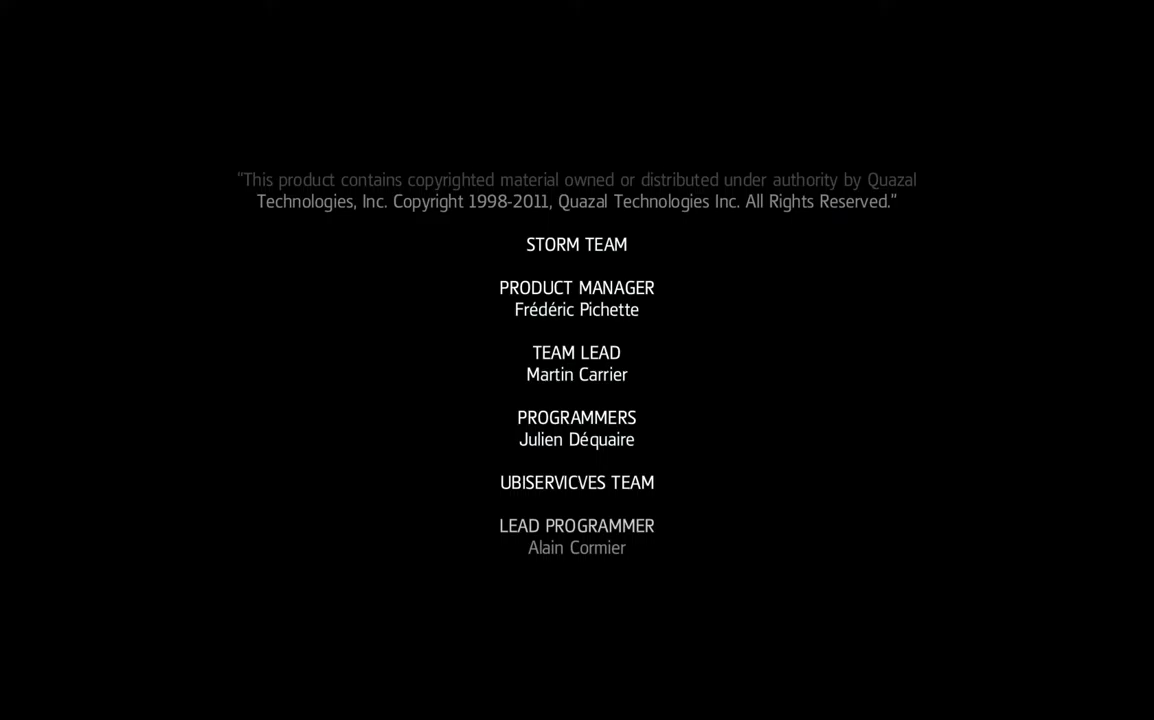 "This product contains copyrighted material owned or distributed under authority by Quazal
Technologies, Inc. Copyright 1998-2011, Quazal Technologies Inc. All Rights Reserved."
STORM TEAM
PRODUCT MANAGER
Frédéric Pichette
TEAM LEAD
Martin Carrier
PROGRAMMERS
Julien Déquaire
UBISERVICVES TEAM
LEAD PROGRAMMER
Alain Cormier